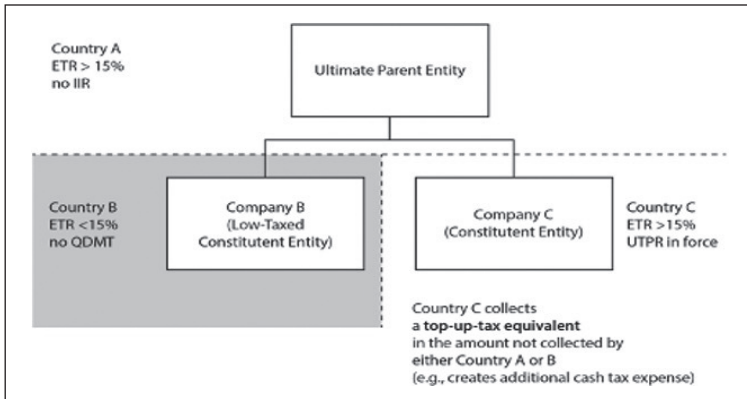 Country A
ETR > 15%
no IIR
Ultimate Parent Entity
Country B
ETR <15%
no QDMT
Company B
(Low-Taxed
Constitutent Entity)
Company C
(Constitutent Entity)
Country C
ETR >15%
UTPR in force
Country C collects
a top-up-tax equivalent
in the amount not collected by
either Country A or B
(e.g., creates additional cash tax expense)